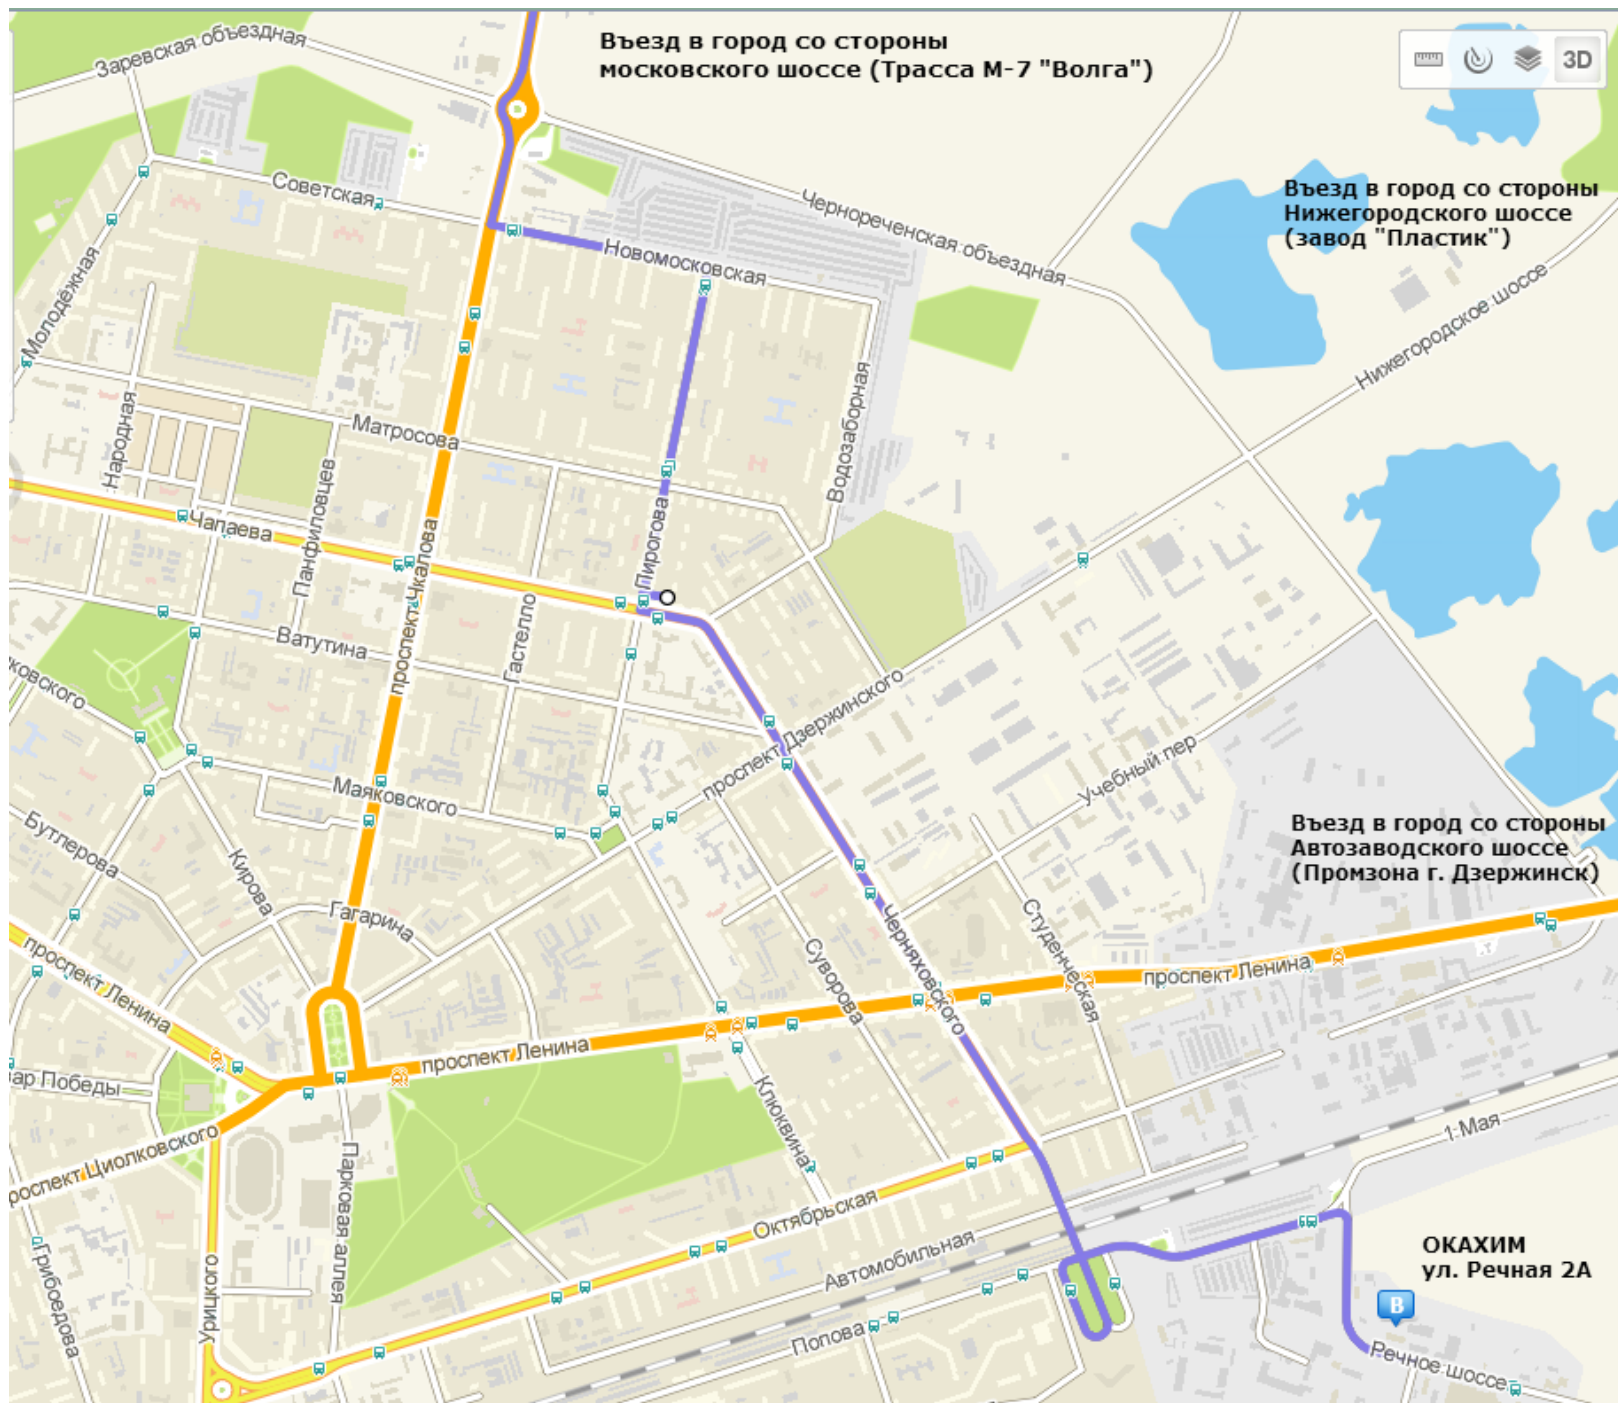 Въезд в город со стороны
московского шоссе (Трасса М-7 "Волга")
3D
Заревская объездная
Советская
Новомосковская
Чернореченская объездная
Въезд в город со стороны
Нижегородского шоссе
(завод "Пластик")
Нижегородское шоссе
Молодёжная
Народная
Матросова
Панфиловцев
Водозаборная
Чапаева
проспект Чкалова
Пирогова
Гастелло
Ватутина
ковского
проспект Дзержинского
Учебный пер
Маяковского
Бутлерова
Кирова
Гагарина
Въезд в город со стороны
Автозаводского шоссе
(Промзона г. Дзержинск)
проспект Ленина
Суворова
Черняховского
Студенческая
проспект Ленина
проспект Ленина
ар Победы
Клюквина
1 Мая
роспект Циолковского
Парковая аллея
Октябрьская
Автомобильная
Грибоедова
Урицкого
Попова
ОКАХИМ
ул. Речная 2А
B
Речное шоссе